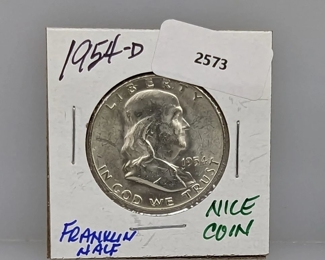 1954-D
2573
LIBERTY
1954
IN GOD WE TRUST
FRANKLIN
HALF
NICE
COIN